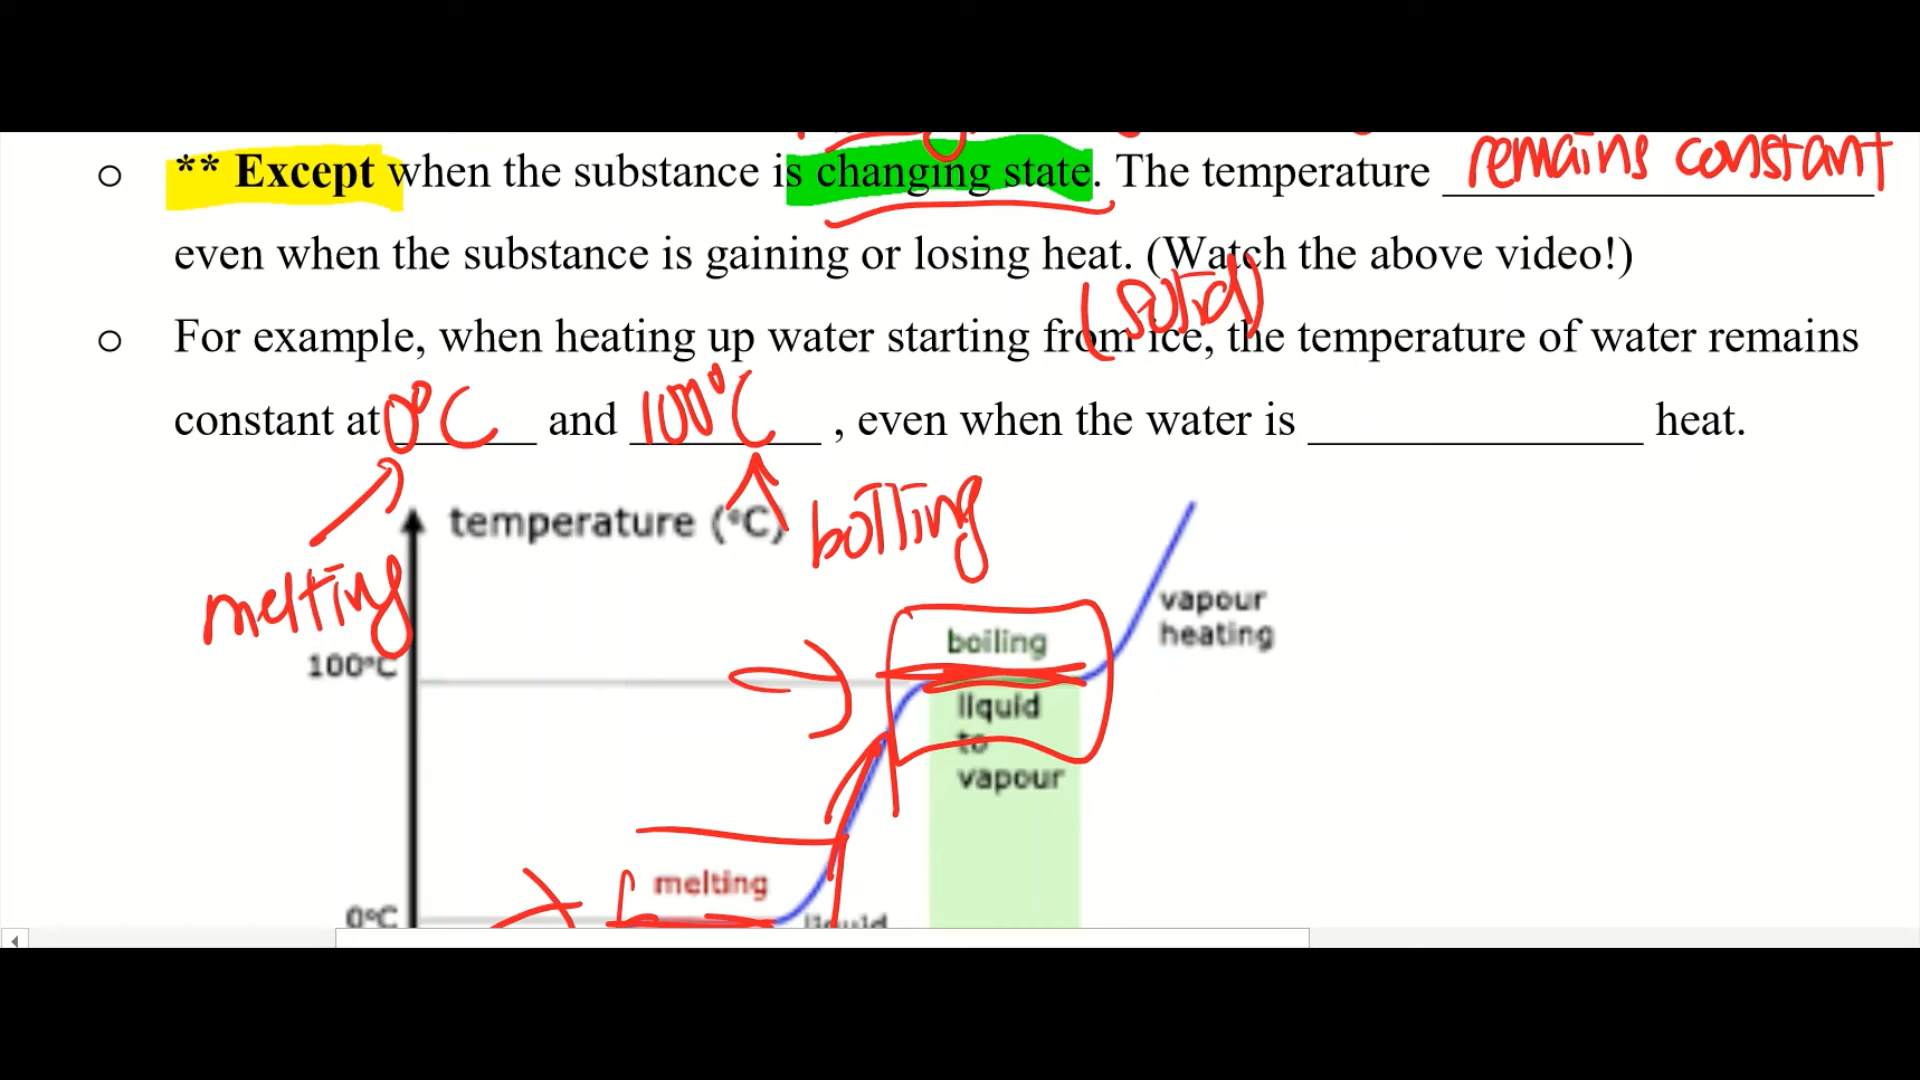 ** Except when the substance is changing state. The temperature remains constant
even when the substance is gaining or losing heat. (Watch the above video!)
(solid)
For example, when heating up water starting from ice, the temperature of water remains
constant at 0°C and 100°C, even when the water is ______ heat.
temperature (°C)
boiling
melting
vapour
heating
100°C
boiling
liquid
to
vapour
melting
0°C
liquid